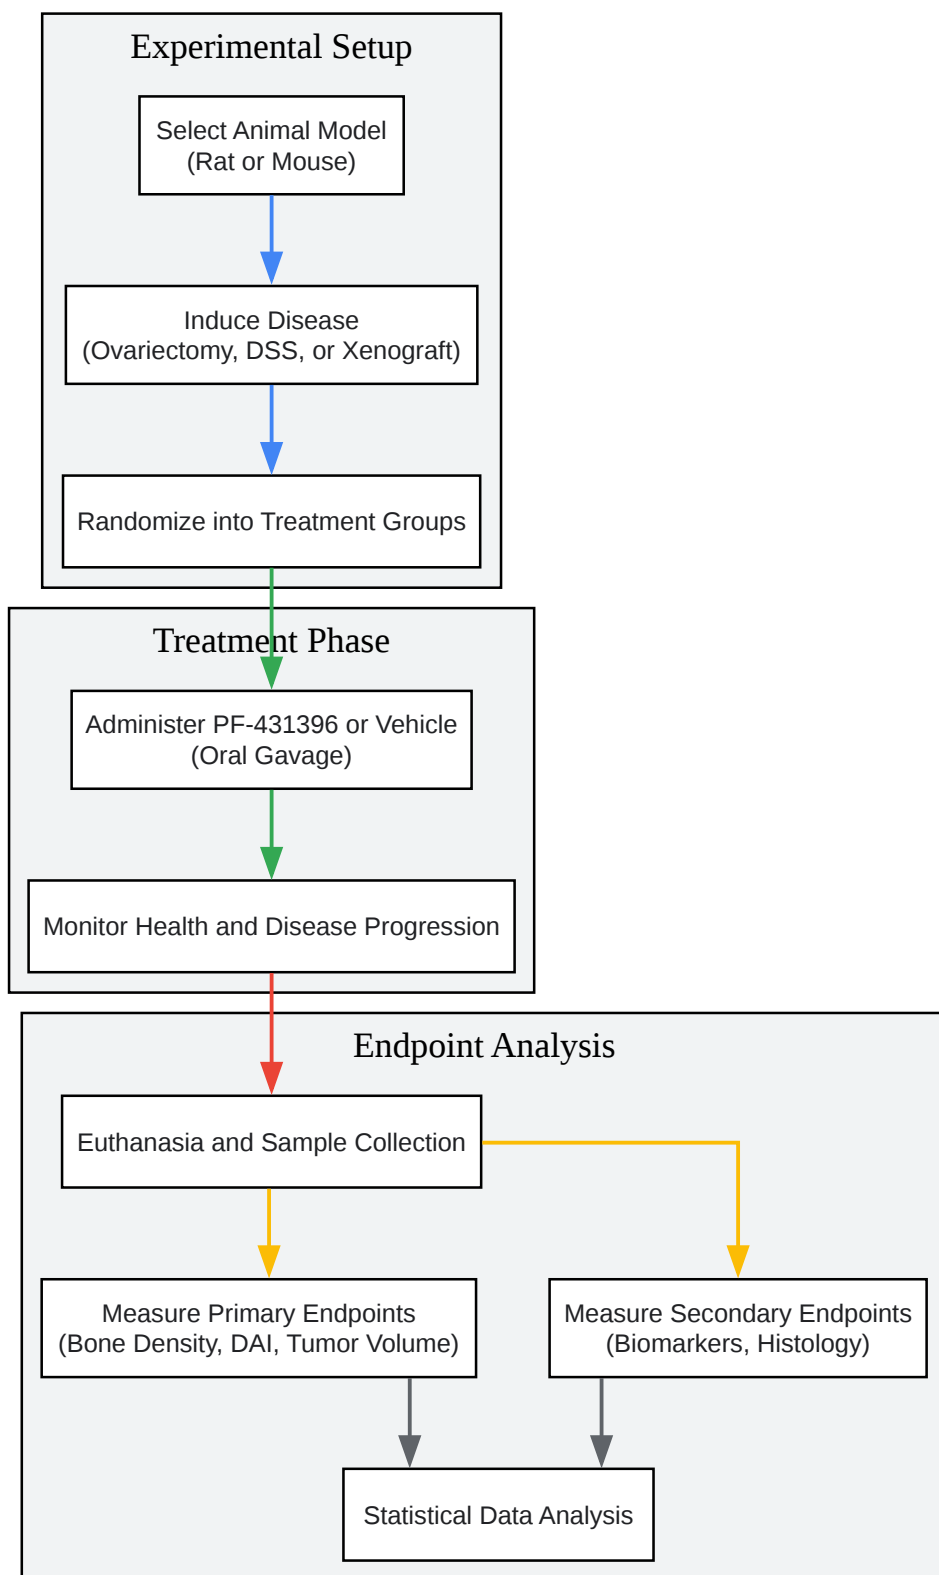 Experimental Setup
Select Animal Model
(Rat or Mouse)
Induce Disease
(Ovariectomy, DSS, or Xenograft)
Randomize into Treatment Groups
Treatment Phase
Administer PF-431396 or Vehicle
(Oral Gavage)
Monitor Health and Disease Progression
Endpoint Analysis
Euthanasia and Sample Collection
Measure Primary Endpoints
(Bone Density, DAI, Tumor Volume)
Measure Secondary Endpoints
(Biomarkers, Histology)
Statistical Data Analysis